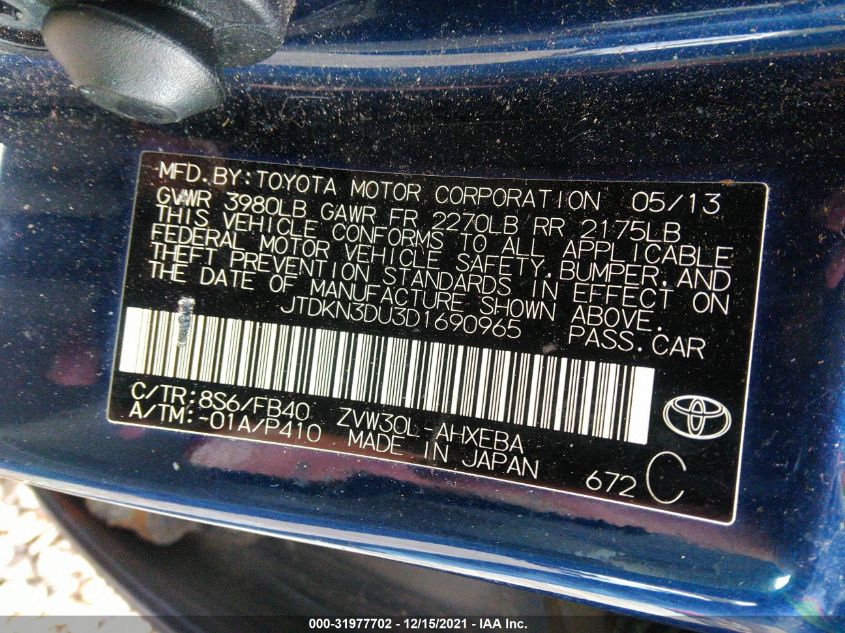 MFD.BY:TOYOTA MOTOR CORPORATION 05/13
GVWR 3980LB GAWR FR 2270LB RR 2175LB
THIS VEHICLE CONFORMS TO ALL APPLICABLE
FEDERAL MOTOR VEHICLE SAFETY,BUMPER,AND
THEFT PREVENTION STANDARDS IN EFFECT ON
THE DATE OF MANUFACTURE SHOWN ABOVE.
JTDKN3DU3D1690965 PASS.CAR
C/TR:8S6/FB40 ZVW30L-AHXEBA
A/TM:-01A/P410 MADE IN JAPAN
672 C
000-31977702 - 12/15/2021 - IAA Inc.